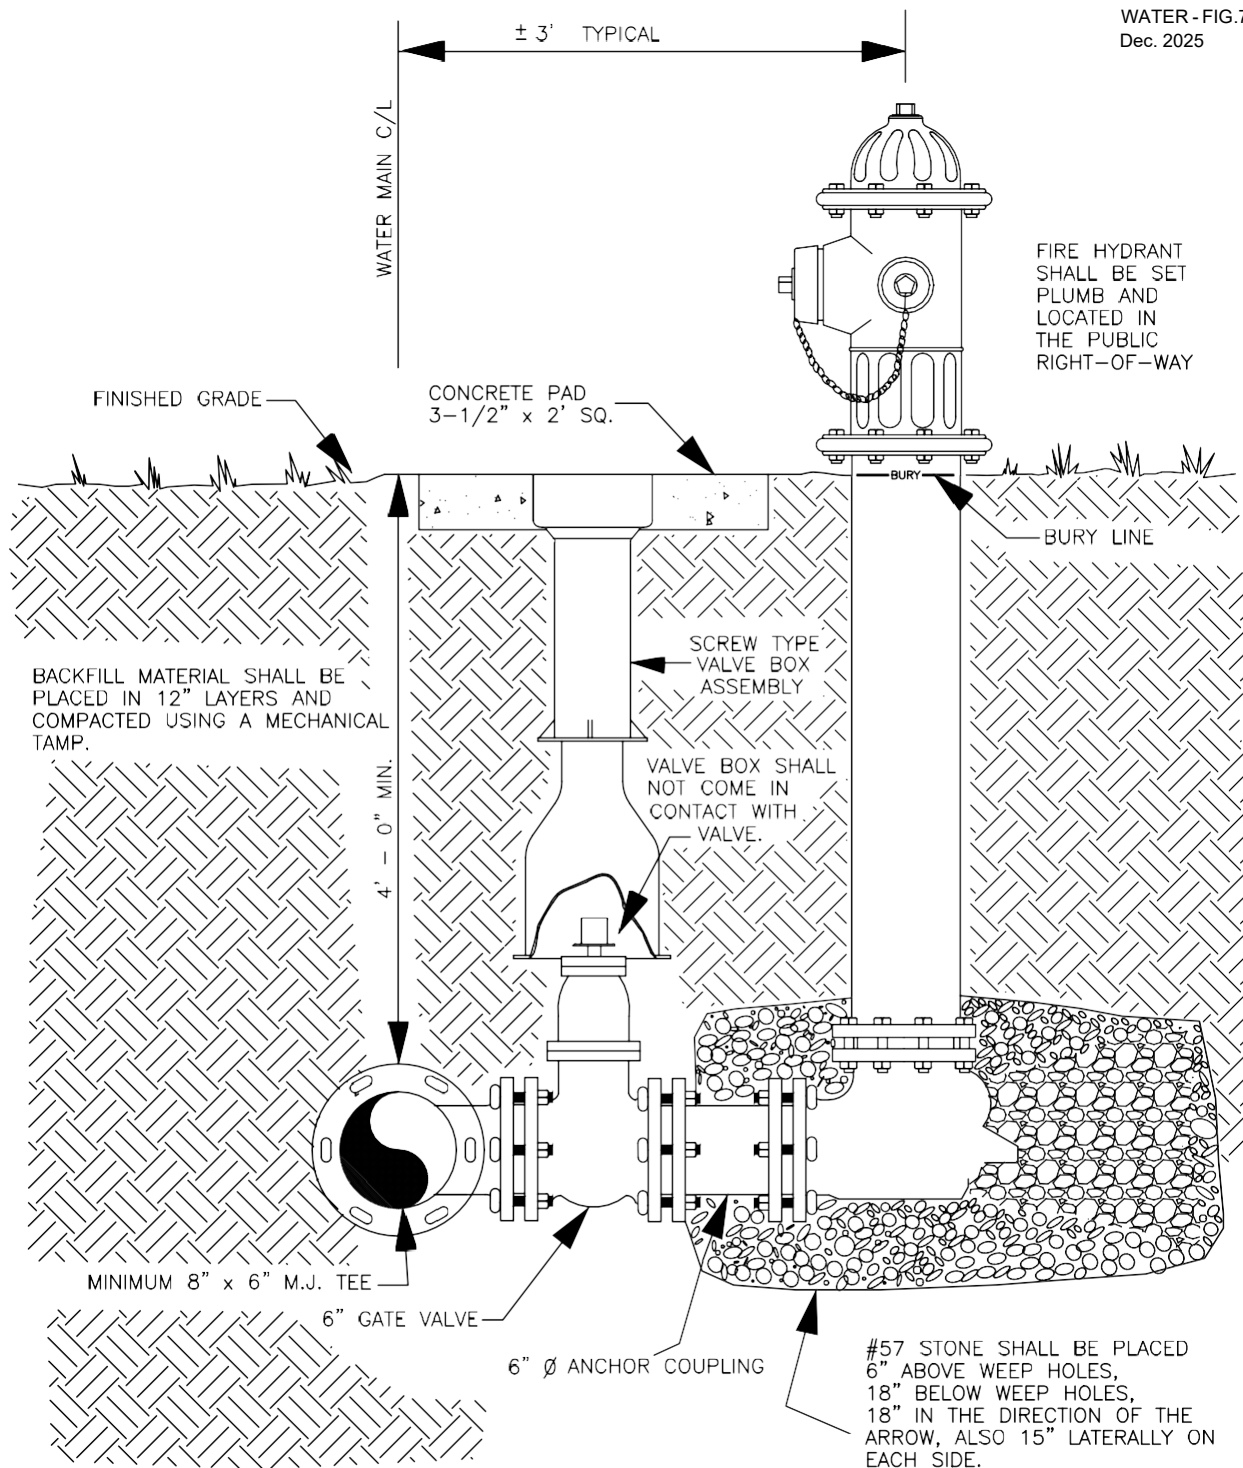 WATER - FIG.7
Dec. 2025
± 3' TYPICAL
WATER MAIN C/L
FIRE HYDRANT
SHALL BE SET
PLUMB AND
LOCATED IN
THE PUBLIC
RIGHT-OF-WAY
FINISHED GRADE
CONCRETE PAD
3-1/2" x 2' SQ.
BURY
BURY LINE
SCREW TYPE
VALVE BOX
ASSEMBLY
BACKFILL MATERIAL SHALL BE
PLACED IN 12" LAYERS AND
COMPACTED USING A MECHANICAL
TAMP.
4' - 0" MIN.
VALVE BOX SHALL
NOT COME IN
CONTACT WITH
VALVE.
MINIMUM 8" x 6" M.J. TEE
6" GATE VALVE
6" Ø ANCHOR COUPLING
#57 STONE SHALL BE PLACED
6" ABOVE WEEP HOLES,
18" BELOW WEEP HOLES,
18" IN THE DIRECTION OF THE
ARROW, ALSO 15" LATERALLY ON
EACH SIDE.